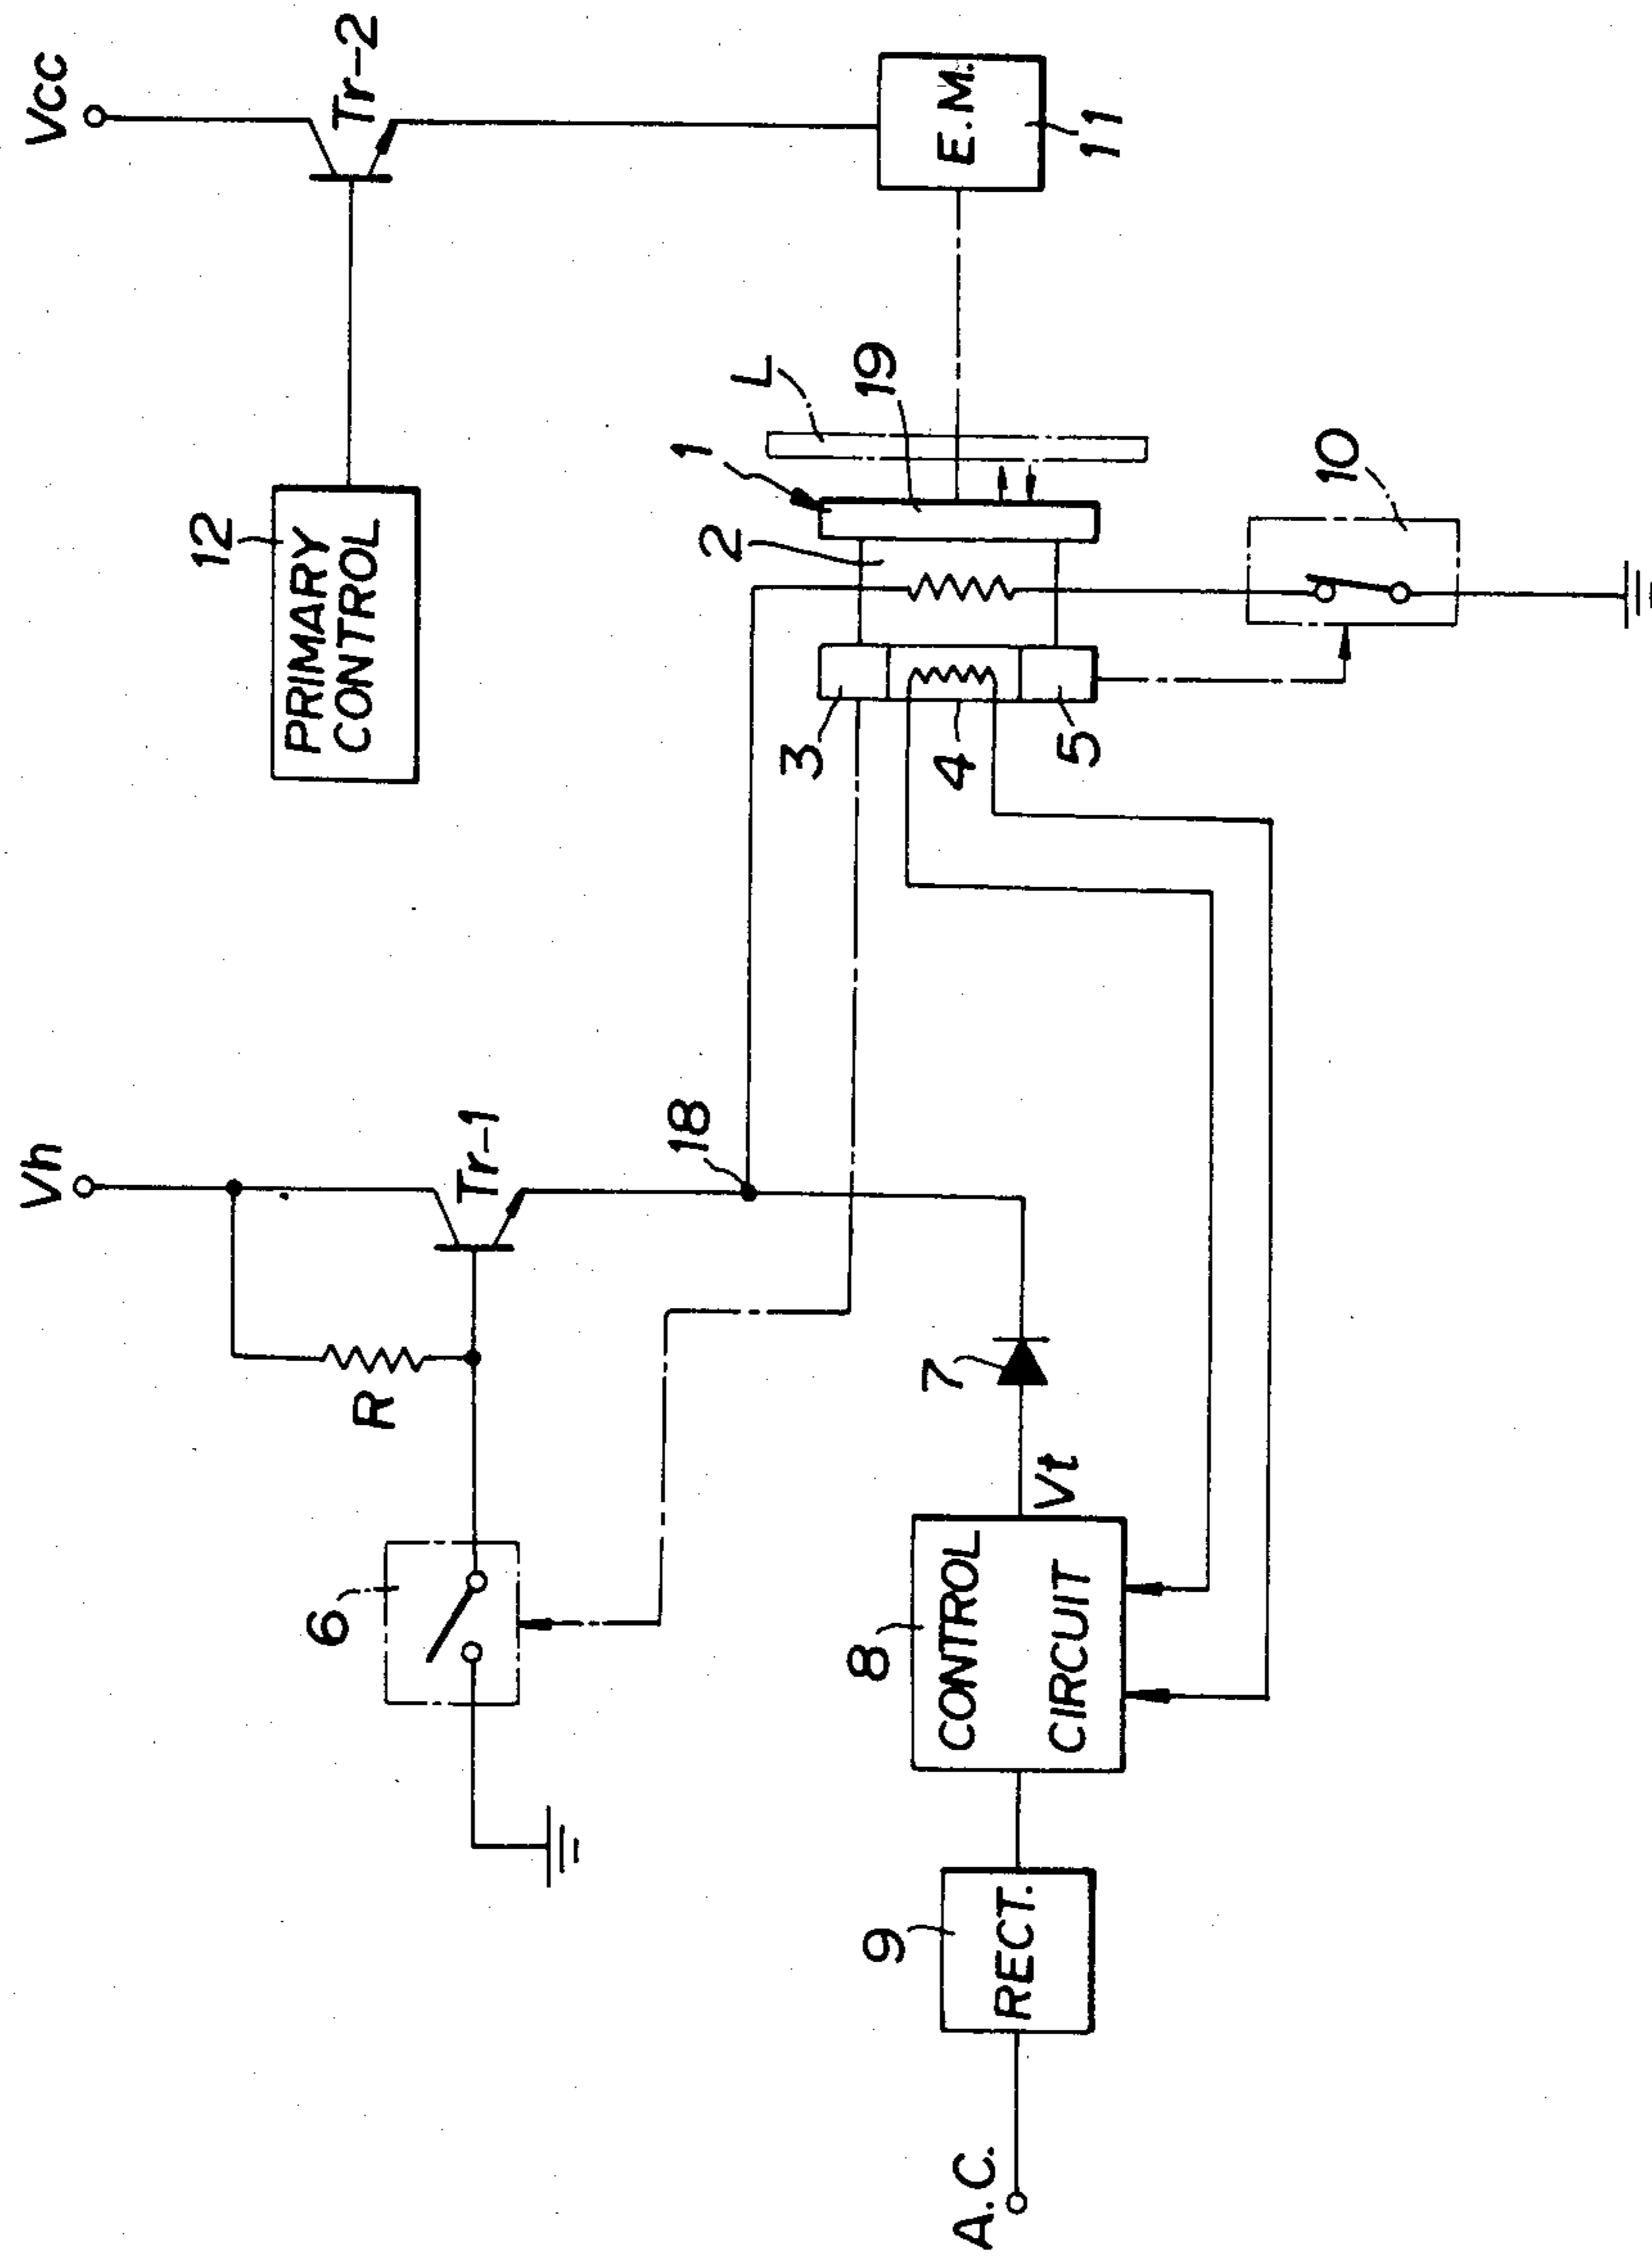 Vcc
Tr-2
12
PRIMARY
CONTROL
E.M.
11
L
19
1
2
10
3
4
5
Vh
Tr-1
18
R
6
7
Vt
8
CONTROL
CIRCUIT
9
RECT.
A.C.